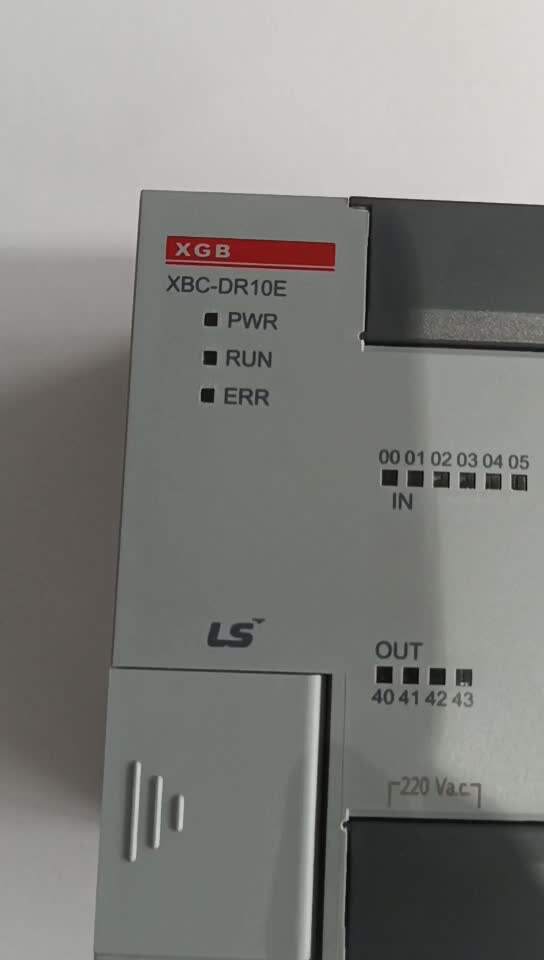 XGB
XBC-DR10E
PWR
RUN
ERR
00 01 02 03 04 05
IN
LS
OUT
40 41 42 43
220 Va.c